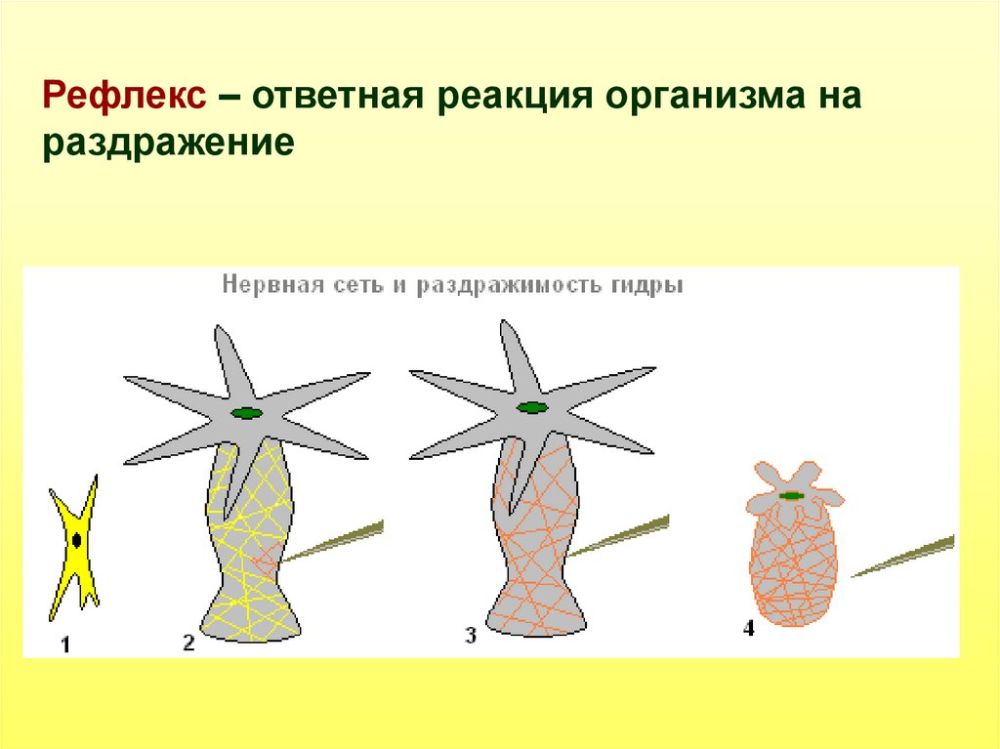 Рефлекс – ответная реакция организма на
раздражение
Нервная сеть и раздражимость гидры
1
2
3
4